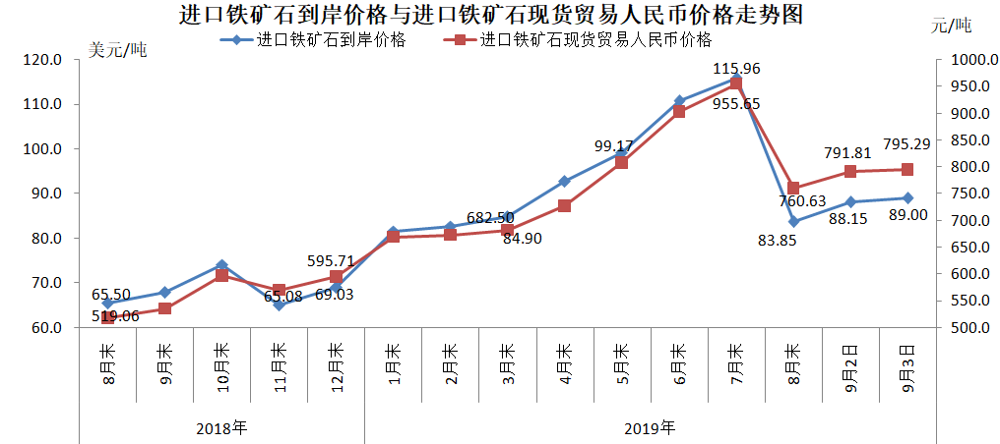 进口铁矿石到岸价格与进口铁矿石现货贸易人民币价格走势图
美元/吨
进口铁矿石到岸价格
进口铁矿石现货贸易人民币价格
元/吨
120.0
110.0
100.0
90.0
80.0
70.0
60.0
1000.0
950.0
900.0
850.0
800.0
750.0
700.0
650.0
600.0
550.0
500.0
65.50
519.06
65.08
595.71
69.03
682.50
84.90
99.17
115.96
955.65
760.63
83.85
791.81
88.15
795.29
89.00
8月末
9月末
10月末
11月末
12月末
1月末
2月末
3月末
4月末
5月末
6月末
7月末
8月末
9月2日
9月3日
2018年
2019年